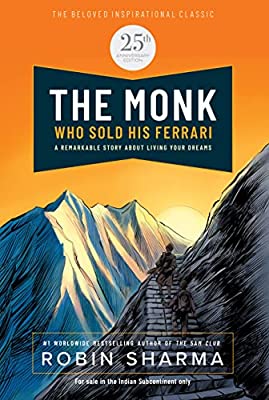 THE BELOVED INSPIRATIONAL CLASSIC
25th
ANNIVERSARY
EDITION
THE MONK
WHO SOLD HIS FERRARI
A REMARKABLE STORY ABOUT LIVING YOUR DREAMS
#1 WORLDWIDE BESTSELLING AUTHOR OF THE 5AM CLUB
ROBIN SHARMA
For sale in the Indian Subcontinent only